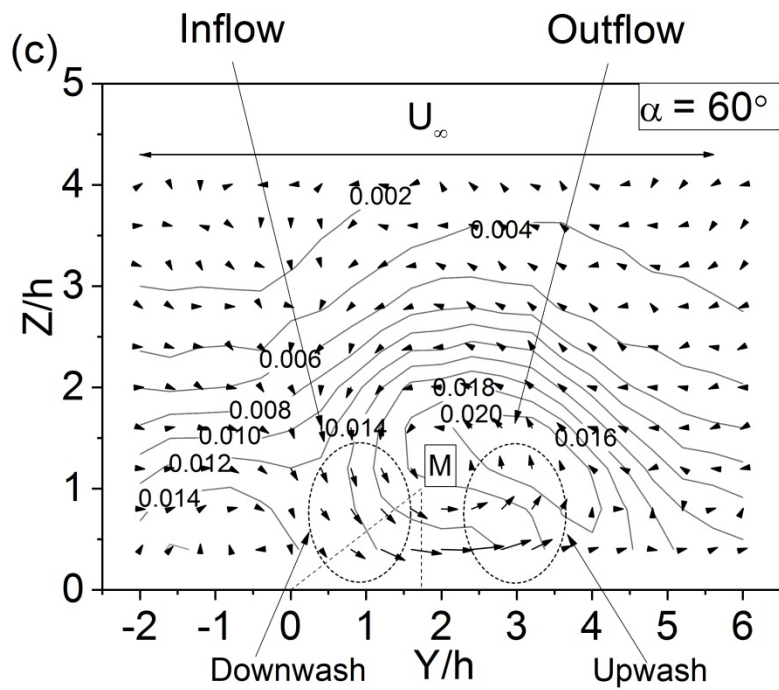 Inflow
Outflow
(c)
5
α = 60°
U∞
4
0.002
0.004
3
Z/h
0.006
2
0.018
0.008
0.020
0.014
0.010
0.016
0.012
M
0.014
1
0
-2
-1
0
1
2
3
4
5
6
Downwash
Y/h
Upwash